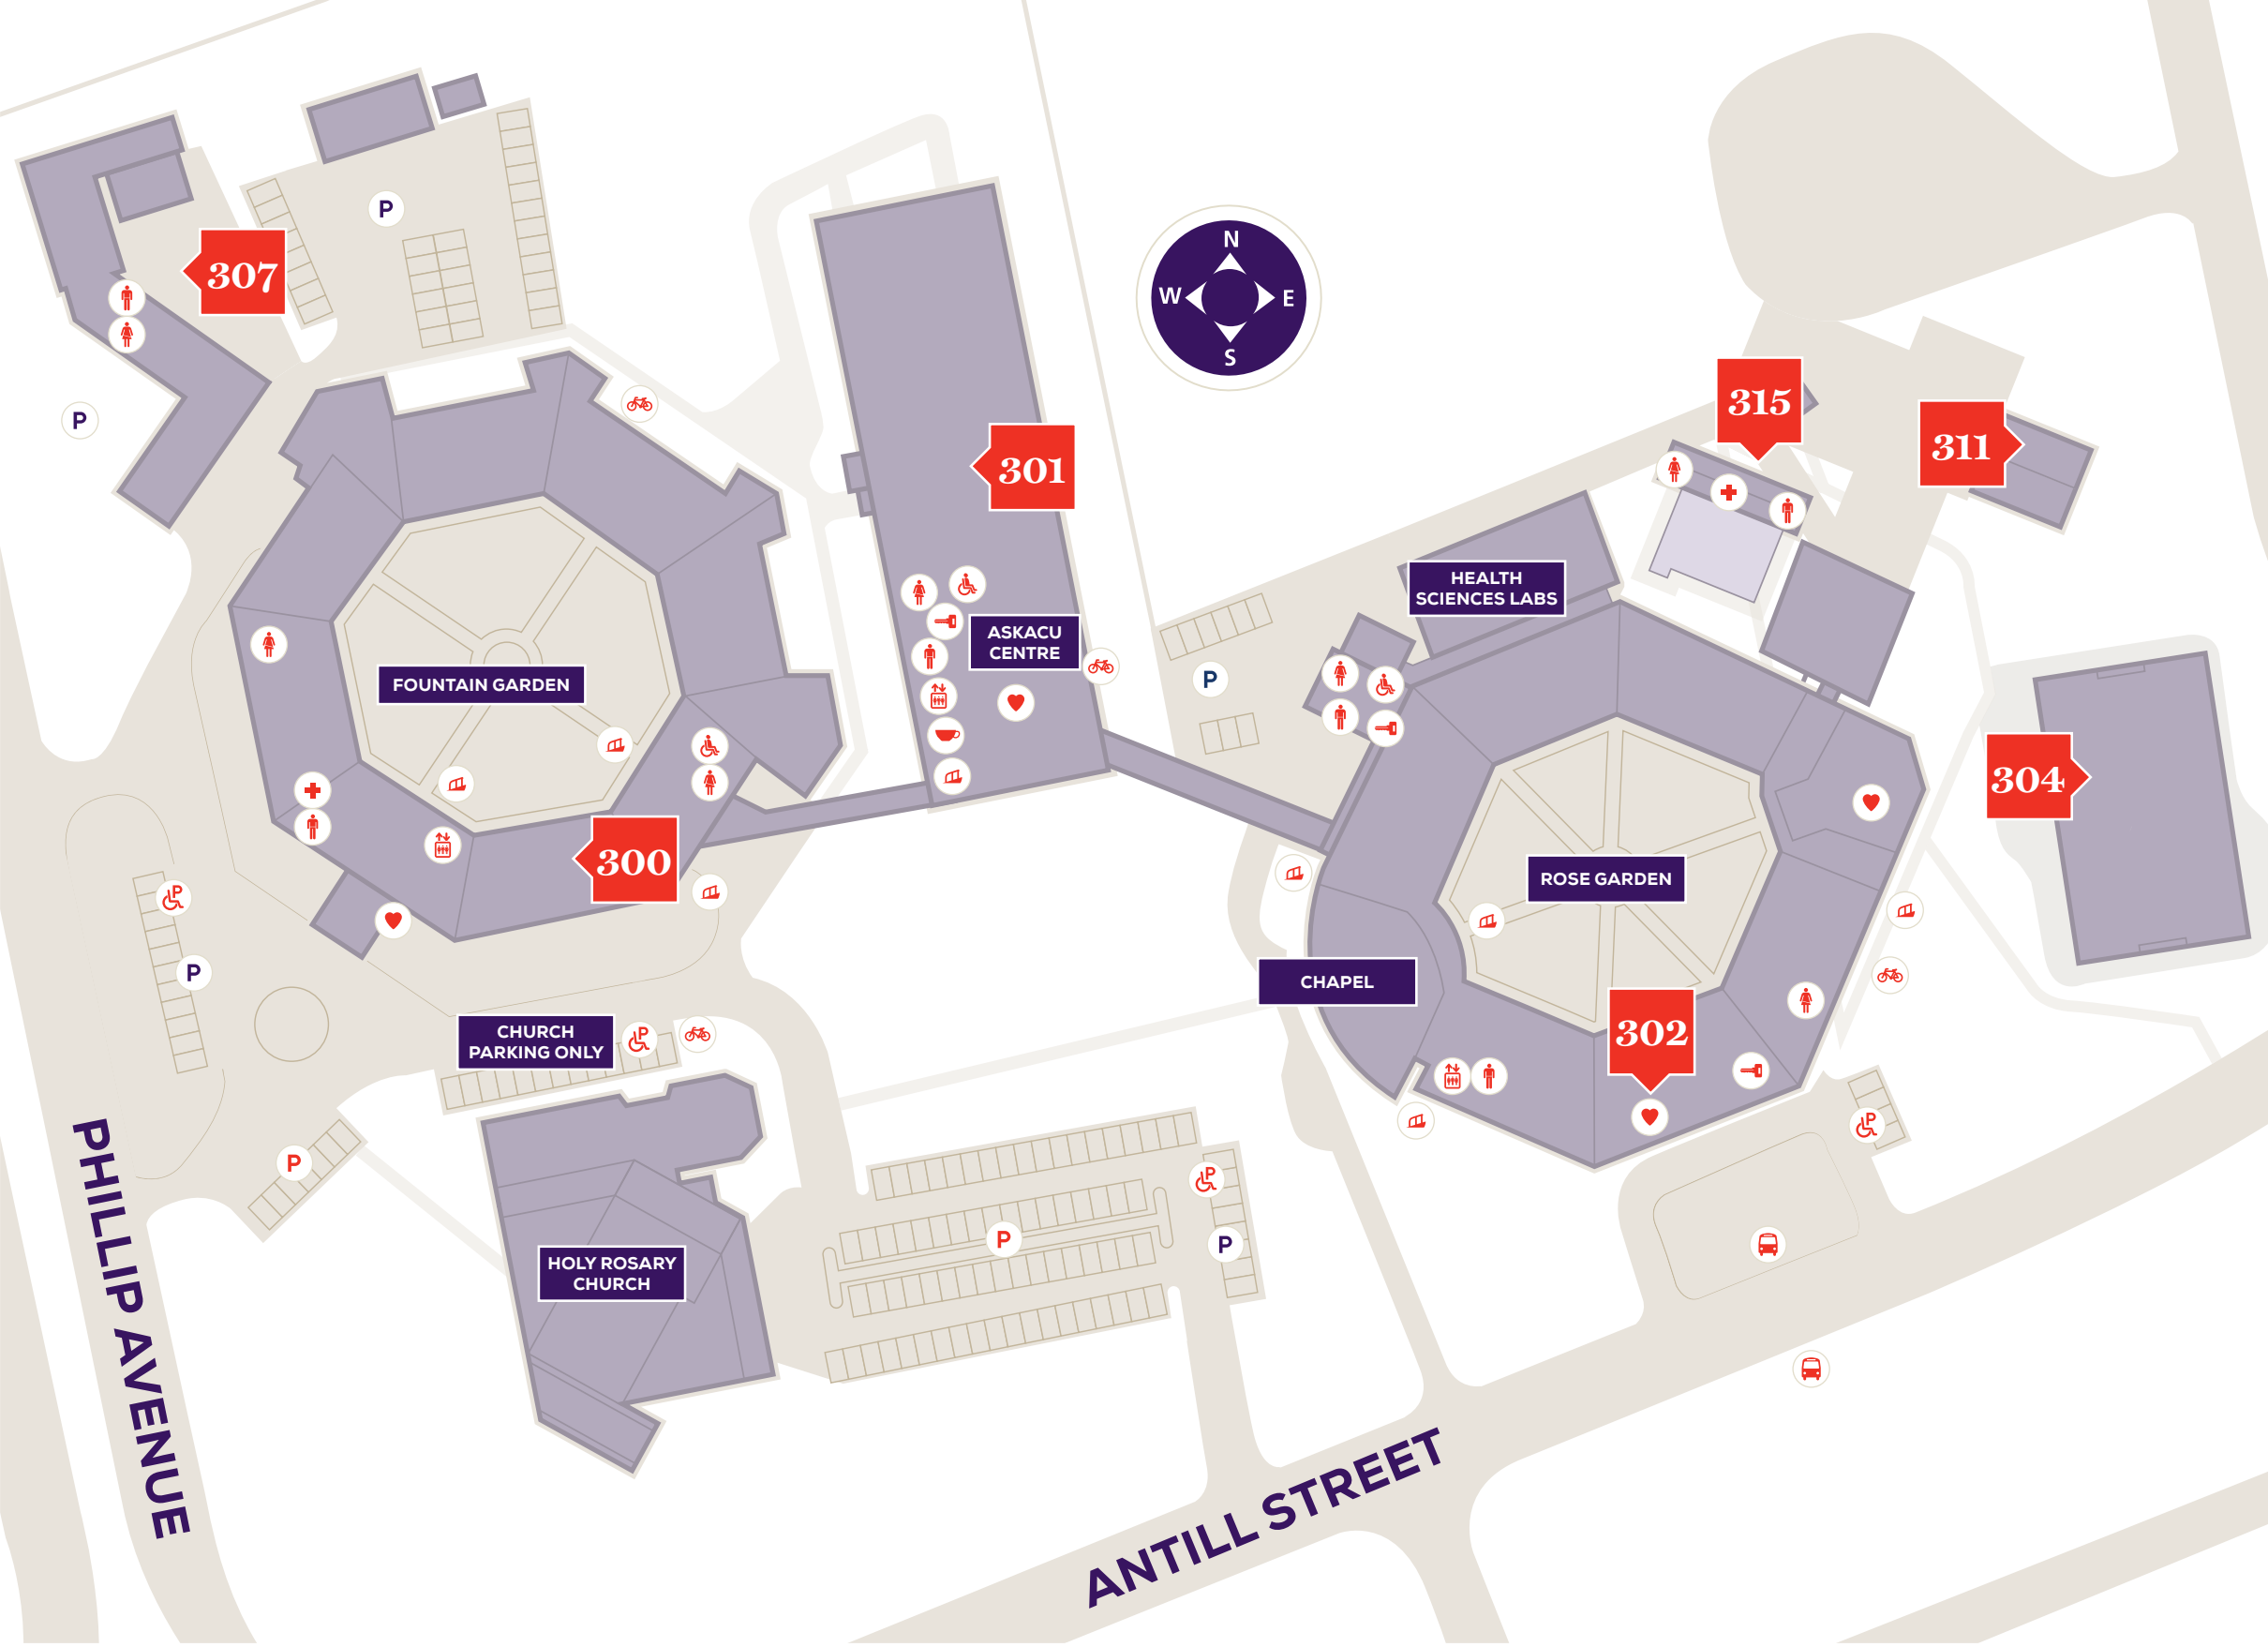 P
307
N
W
E
S
315
311
P
301
HEALTH
SCIENCES LABS
ASKACU
CENTRE
FOUNTAIN GARDEN
P
304
300
ROSE GARDEN
P
P
CHAPEL
CHURCH
PARKING ONLY
P
302
P
P
P
P
P
P
HOLY ROSARY
CHURCH
PHILLIP AVENUE
ANTILL STREET